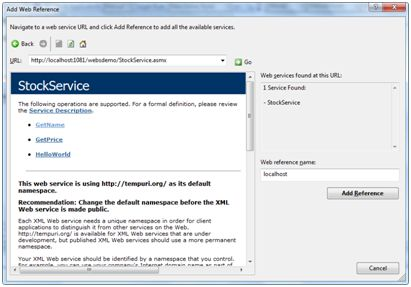 Add Web Reference
Navigate to a web service URL and click Add Reference to add all the available services.
Back
URL: http://localhost:1081/websdemo/StockService.asmx Go
StockService
The following operations are supported. For a formal definition, please review
the Service Description.
GetName
GetPrice
HelloWorld
This web service is using http://tempuri.org/ as its default
namespace.
Recommendation: Change the default namespace before the XML
Web service is made public.
Each XML Web service needs a unique namespace in order for client
applications to distinguish it from other services on the Web.
http://tempuri.org/ is available for XML Web services that are under
development, but published XML Web services should use a more permanent
namespace.
Your XML Web service should be identified by a namespace that you control.
For example, you can use your company's Internet domain name as part of
Web services found at this URL:
1 Service Found:
- StockService
Web reference name:
localhost
Add Reference
Cancel